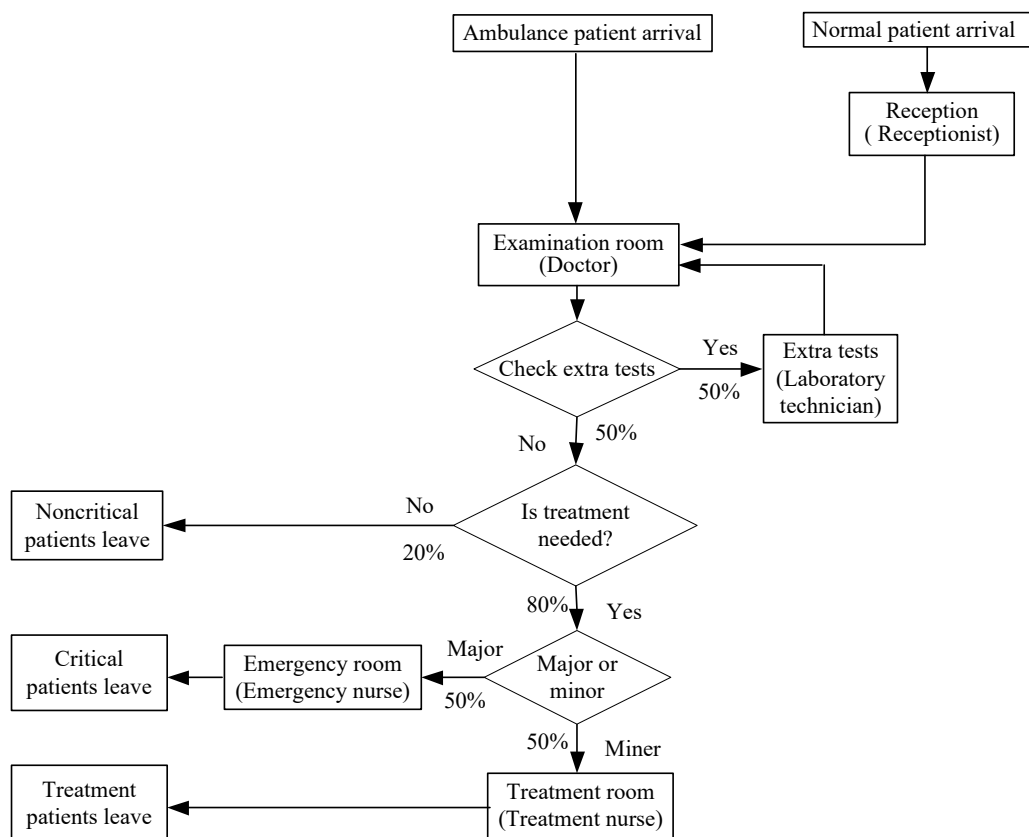 Ambulance patient arrival
Normal patient arrival
Reception
( Receptionist)
Examination room
(Doctor)
Check extra tests
Yes
50%
Extra tests
(Laboratory
technician)
50%
No
Is treatment
needed?
No
20%
Noncritical
patients leave
80%
Yes
Major or
minor
Major
50%
Emergency room
(Emergency nurse)
Critical
patients leave
50%
Miner
Treatment room
(Treatment nurse)
Treatment
patients leave